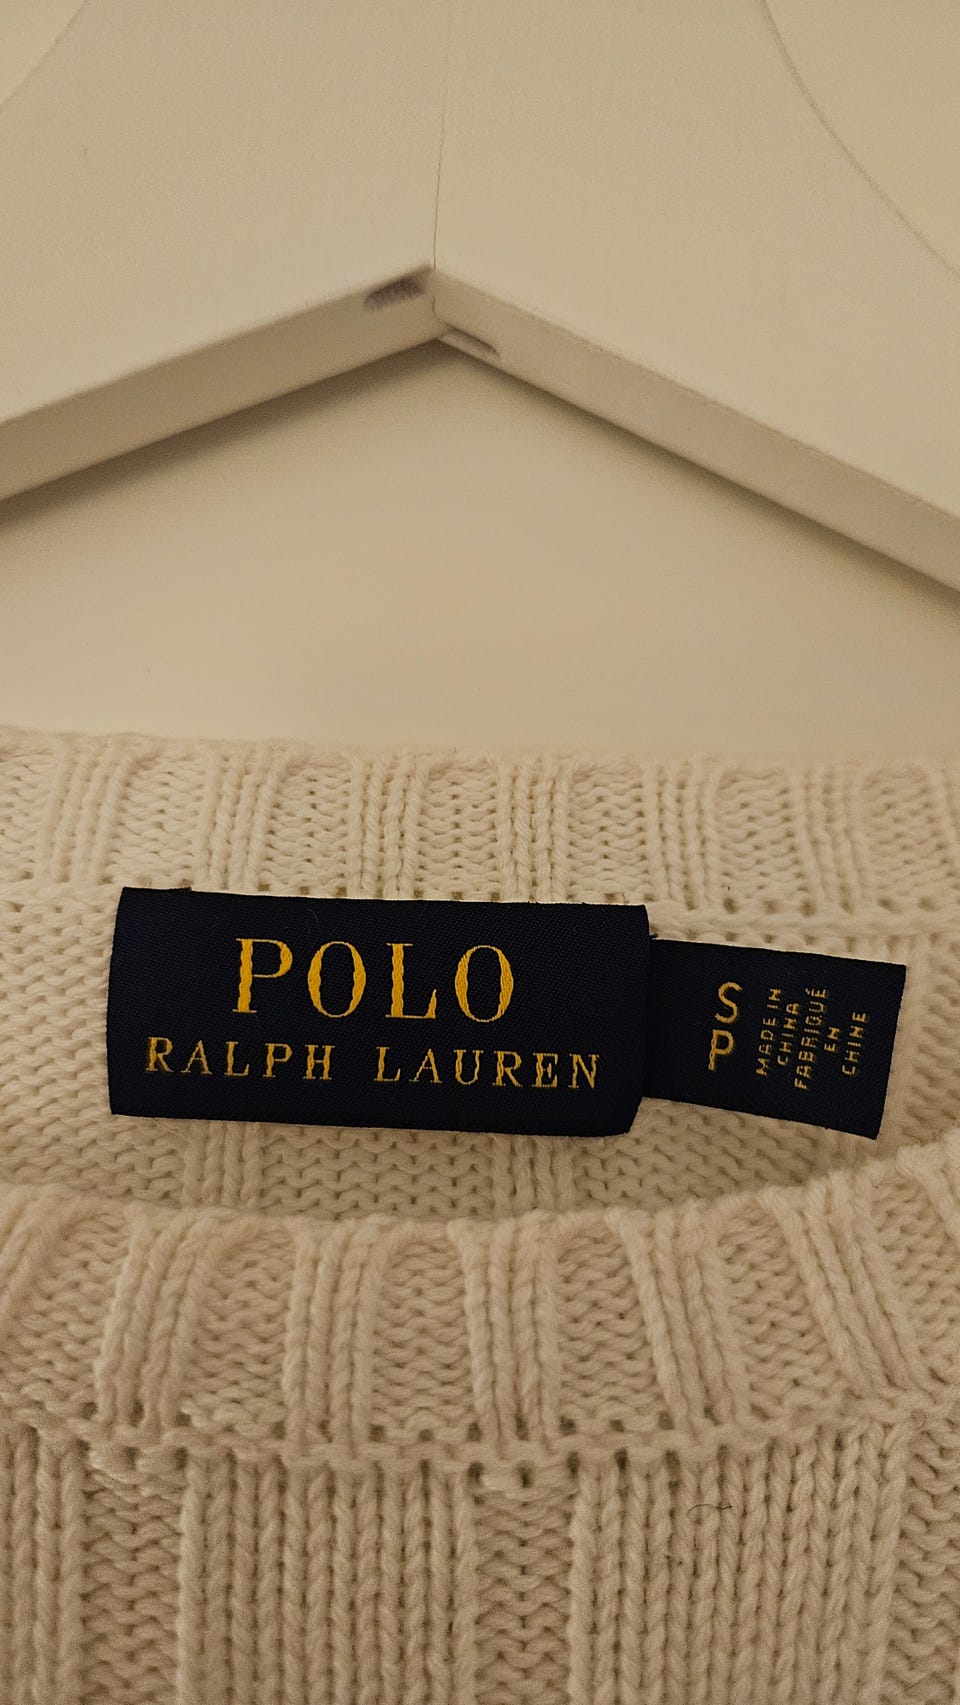 POLO
RALPH LAUREN
S
P
MADE IN
CHINA
FABRIQUÉ
EN
CHINE